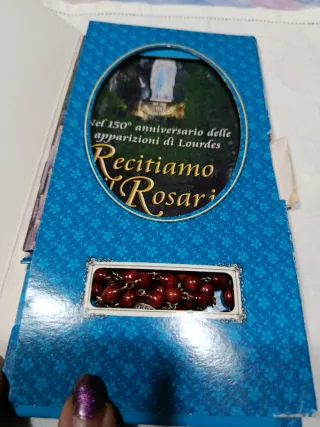 Nel 150° anniversario delle
apparizioni di Lourdes
Recitiamo
Rosari